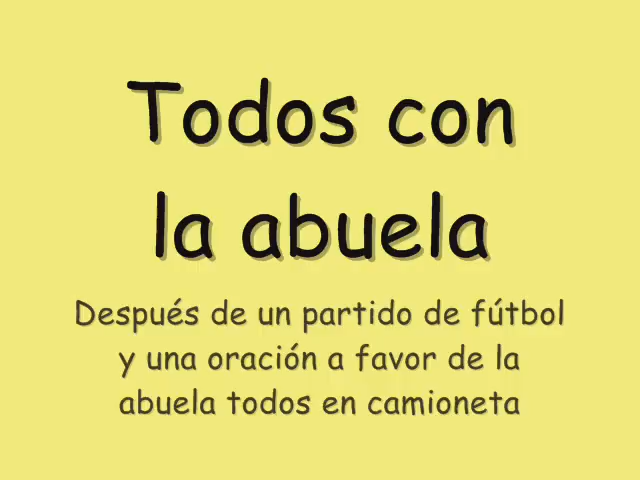 Todos con
la abuela
Después de un partido de fútbol
y una oración a favor de la
abuela todos en camioneta